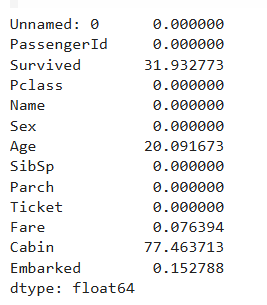 Unnamed: 0 0.000000
PassengerId 0.000000
Survived 31.932773
Pclass 0.000000
Name 0.000000
Sex 0.000000
Age 20.091673
SibSp 0.000000
Parch 0.000000
Ticket 0.000000
Fare 0.076394
Cabin 77.463713
Embarked 0.152788
dtype: float64